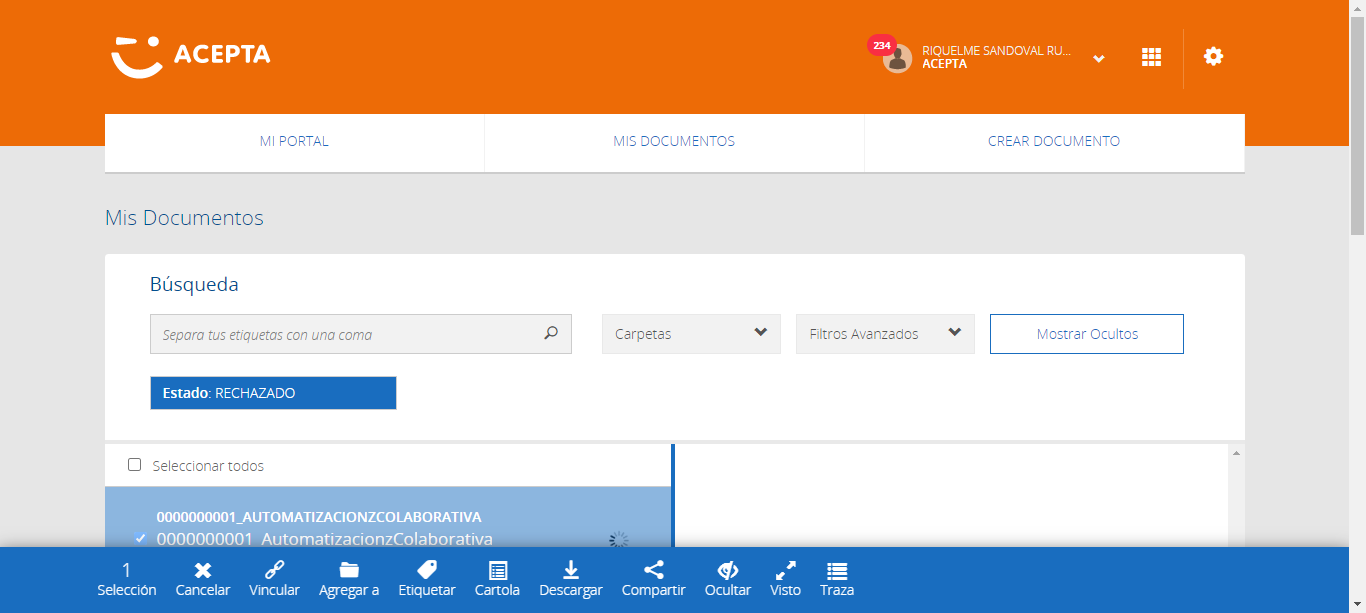 ACEPTA
234
RIQUELME SANDOVAL RU...
ACEPTA
MI PORTAL
MIS DOCUMENTOS
CREAR DOCUMENTO
Mis Documentos
Búsqueda
Separa tus etiquetas con una coma
Carpetas
Filtros Avanzados
Mostrar Ocultos
Estado: RECHAZADO
Seleccionar todos
0000000001_AUTOMATIZACIONZCOLABORATIVA
0000000001_AutomatizacionzColaborativa
1
Selección
Cancelar
Vincular
Agregar a
Etiquetar
Cartola
Descargar
Compartir
Ocultar
Visto
Traza